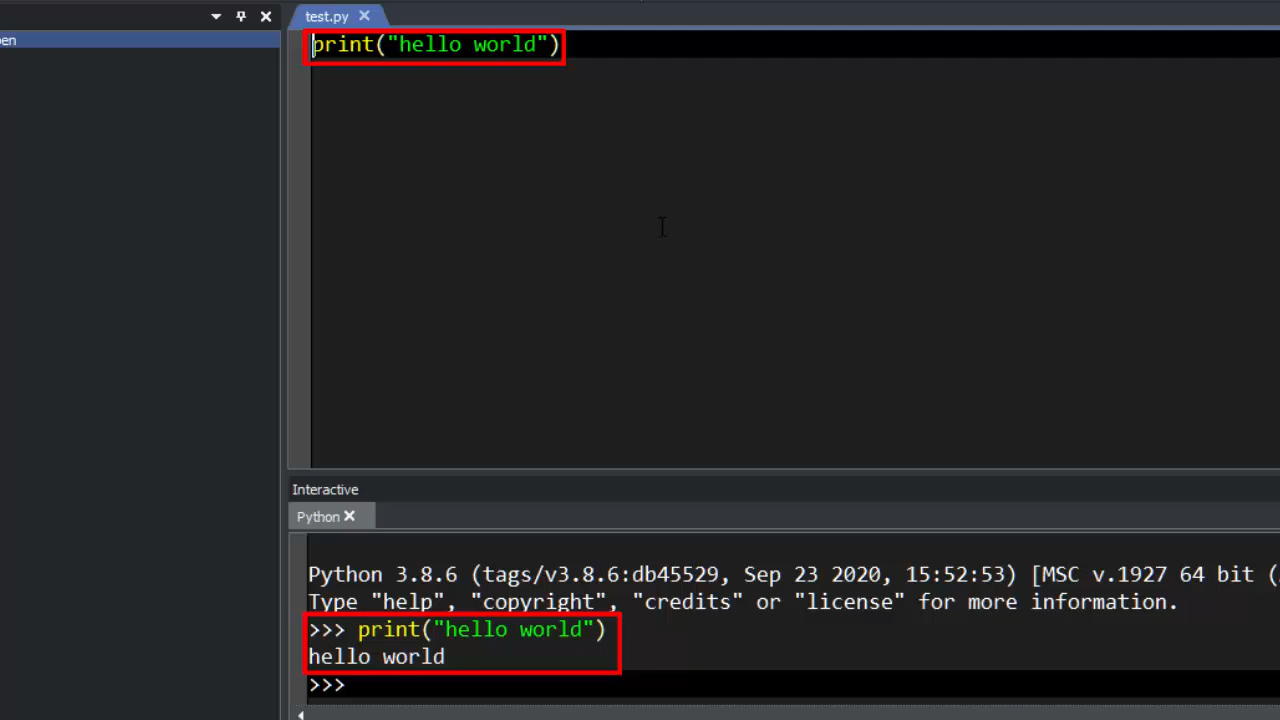 test.py
print("hello world")
Interactive
Python
Python 3.8.6 (tags/v3.8.6:db45529, Sep 23 2020, 15:52:53) [MSC v.1927 64 bit (
Type "help", "copyright", "credits" or "license" for more information.
>>> print("hello world")
hello world
>>>